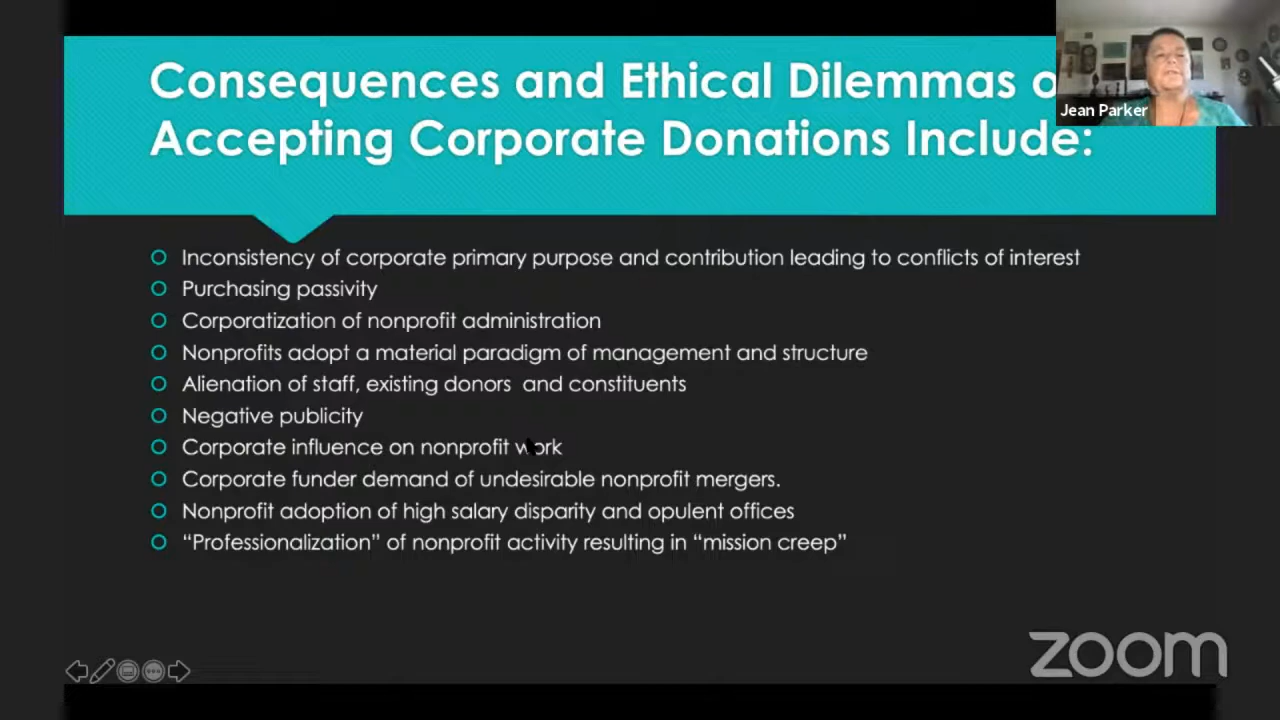 Consequences and Ethical Dilemmas o
Accepting Corporate Donations Include:
Jean Parker
Inconsistency of corporate primary purpose and contribution leading to conflicts of interest
Purchasing passivity
Corporatization of nonprofit administration
Nonprofits adopt a material paradigm of management and structure
Alienation of staff, existing donors and constituents
Negative publicity
Corporate influence on nonprofit work
Corporate funder demand of undesirable nonprofit mergers.
Nonprofit adoption of high salary disparity and opulent offices
“Professionalization” of nonprofit activity resulting in “mission creep”
zoom